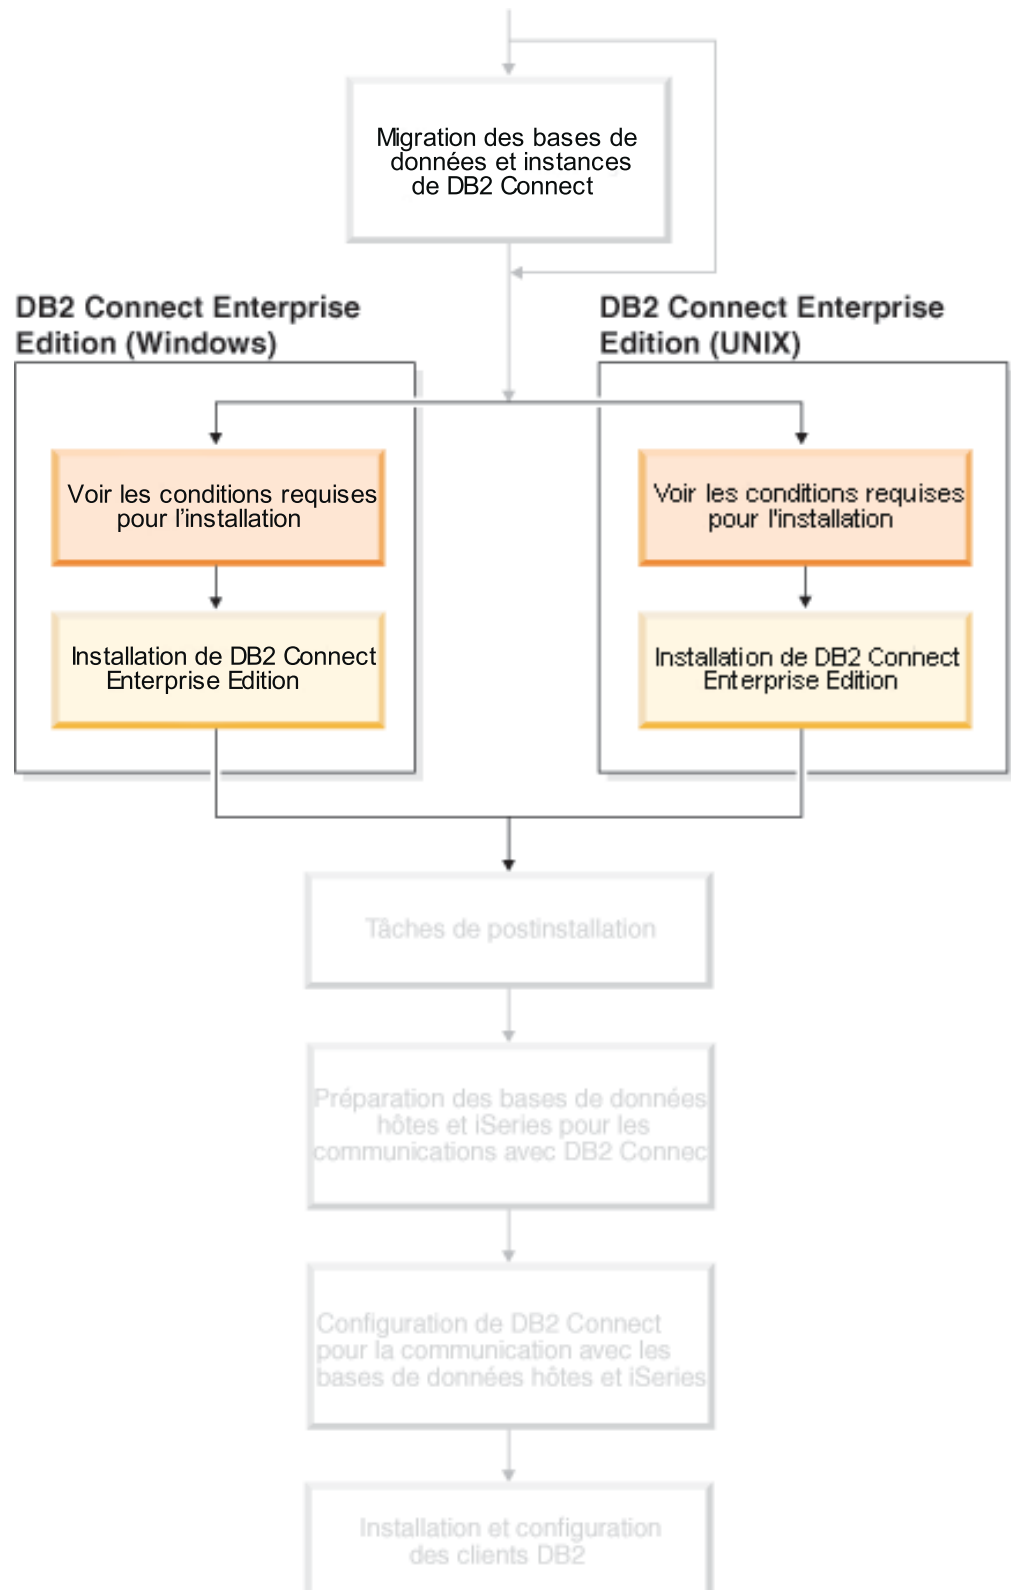 Migration des bases de
données et instances
de DB2 Connect
DB2 Connect Enterprise
Edition (Windows)
DB2 Connect Enterprise
Edition (UNIX)
Voir les conditions requises
pour l’installation
Voir les conditions requises
pour l'installation
Installation de DB2 Connect
Enterprise Edition
Installation de DB2 Connect
Enterprise Edition
Tâches de postinstallation
Préparation des bases de données
hôtes et iSeries pour les
communications avec DB2 Connec
Configuration de DB2 Connect
pour la communication avec les
bases de données hôtes et iSeries
Installation et configuration
des clients DB2